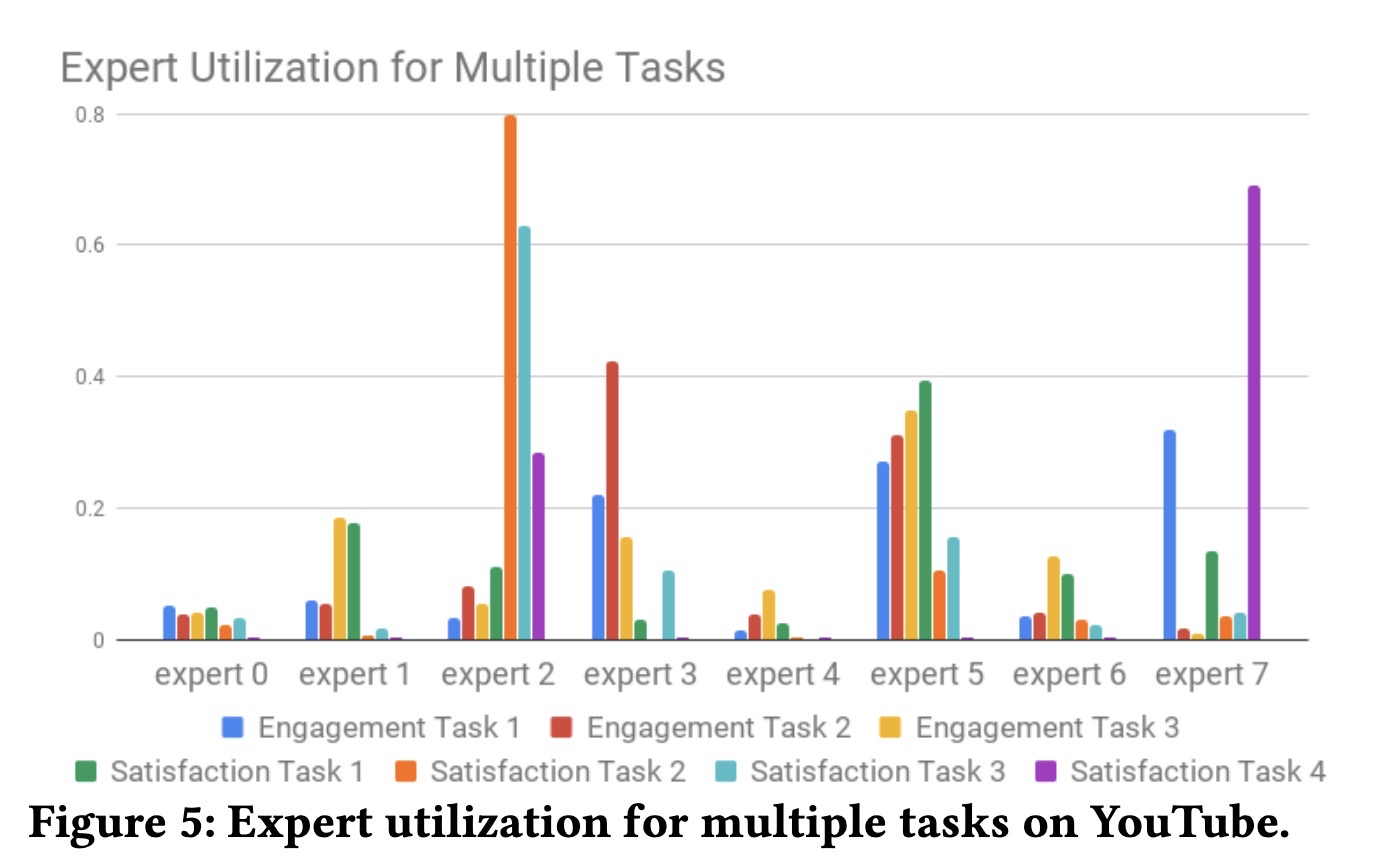 Expert Utilization for Multiple Tasks
0.8
0.6
0.4
0.2
0
expert 0 expert 1 expert 2 expert 3 expert 4 expert 5 expert 6 expert 7
Engagement Task 1 Engagement Task 2 Engagement Task 3
Satisfaction Task 1 Satisfaction Task 2 Satisfaction Task 3 Satisfaction Task 4
Figure 5: Expert utilization for multiple tasks on YouTube.